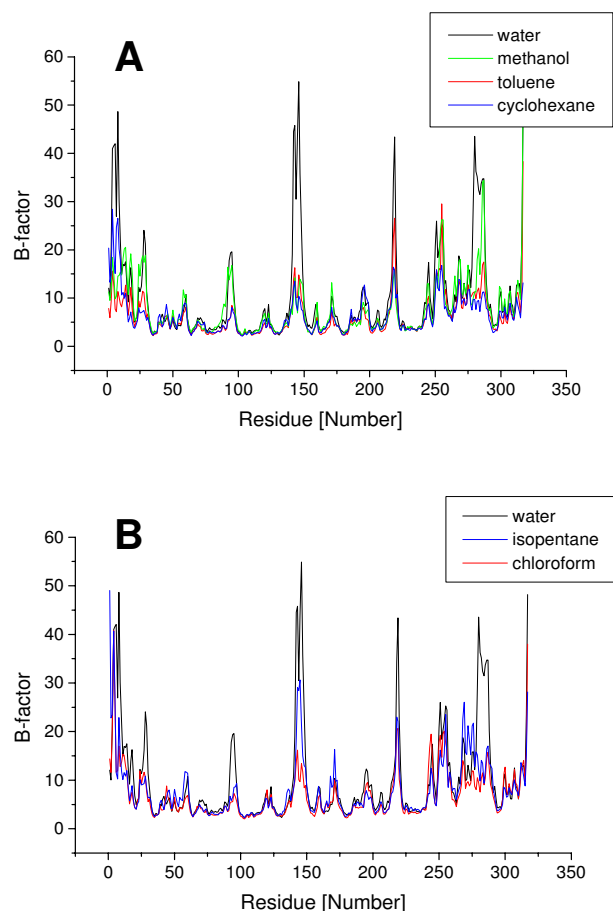 A
water
methanol
toluene
cyclohexane
60
50
40
30
20
10
0
B-factor
0 50 100 150 200 250 300 350
Residue [Number]
B
water
isopentane
chloroform
60
50
40
30
20
10
0
B-factor
0 50 100 150 200 250 300 350
Residue [Number]